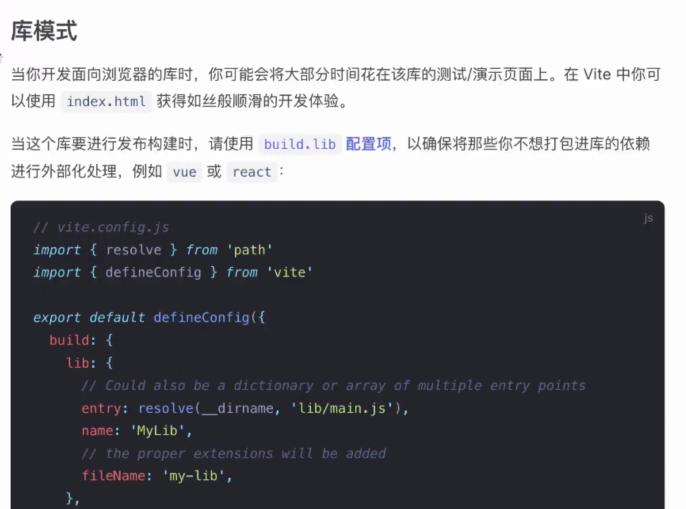 库模式
当你开发面向浏览器的库时，你可能会将大部分时间花在该库的测试/演示页面上。在 Vite 中你可
以使用 index.html 获得如丝般顺滑的开发体验。
当这个库要进行发布构建时，请使用 build.lib 配置项，以确保将那些你不想打包进库的依赖
进行外部化处理，例如 vue 或 react：
js
// vite.config.js
import { resolve } from 'path'
import { defineConfig } from 'vite'
export default defineConfig({
build: {
lib: {
// Could also be a dictionary or array of multiple entry points
entry: resolve(__dirname, 'lib/main.js'),
name: 'MyLib',
// the proper extensions will be added
fileName: 'my-lib',
},